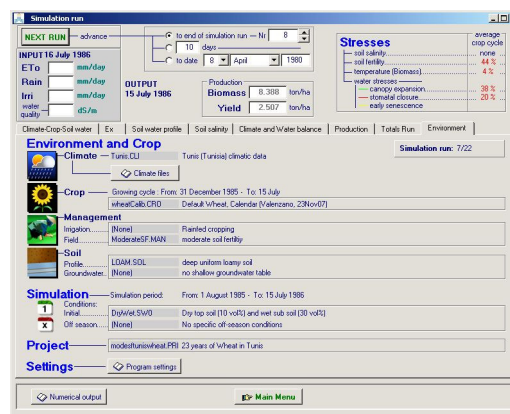 Simulation run
NEXT RUN
advance
to end of simulation run — Nr 8
10 days
to date 8 April 1980
INPUT 16 July 1986
ETo mm/day
Rain mm/day
Irri mm/day
water quality dS/m
OUTPUT
15 July 1986
Production
Biomass 8.388 ton/ha
Yield 2.507 ton/ha
Stresses
average
crop cycle
soil salinity none
soil fertility 44 %
temperature (Biomass) 4 %
water stresses
canopy expansion 38 %
stomatal closure 20 %
early senescence
Climate-Crop-Soil water Ex Soil water profile Soil salinity Climate and Water balance Production Totals Run Environment
Environment and Crop
Simulation run: 7/22
Climate Tunis.CLI Tunis (Tunisia) climatic data
Climate files
Crop Growing cycle : From: 31 December 1985 - To: 15 July
wheatCalib.CRO Default Wheat, Calendar (Valenzano, 23Nov07)
Management
Irrigation (None) Rainfed cropping
Field ModerateSF.MAN moderate soil fertiltiy
Soil
Profile LOAM.SOL deep uniform loamy soil
Groundwater (None) no shallow groundwater table
Simulation Simulation period: From: 1 August 1985 - To: 15 July 1986
Conditions:
1 Initial DryWet.SW0 Dry top soil (10 vol%) and wet sub soil (30 vol%)
X Off season (None) No specific off-season conditions
Project modesftuniswheat.PRI 23 years of Wheat in Tunis
Settings Program settings
Numerical output Main Menu